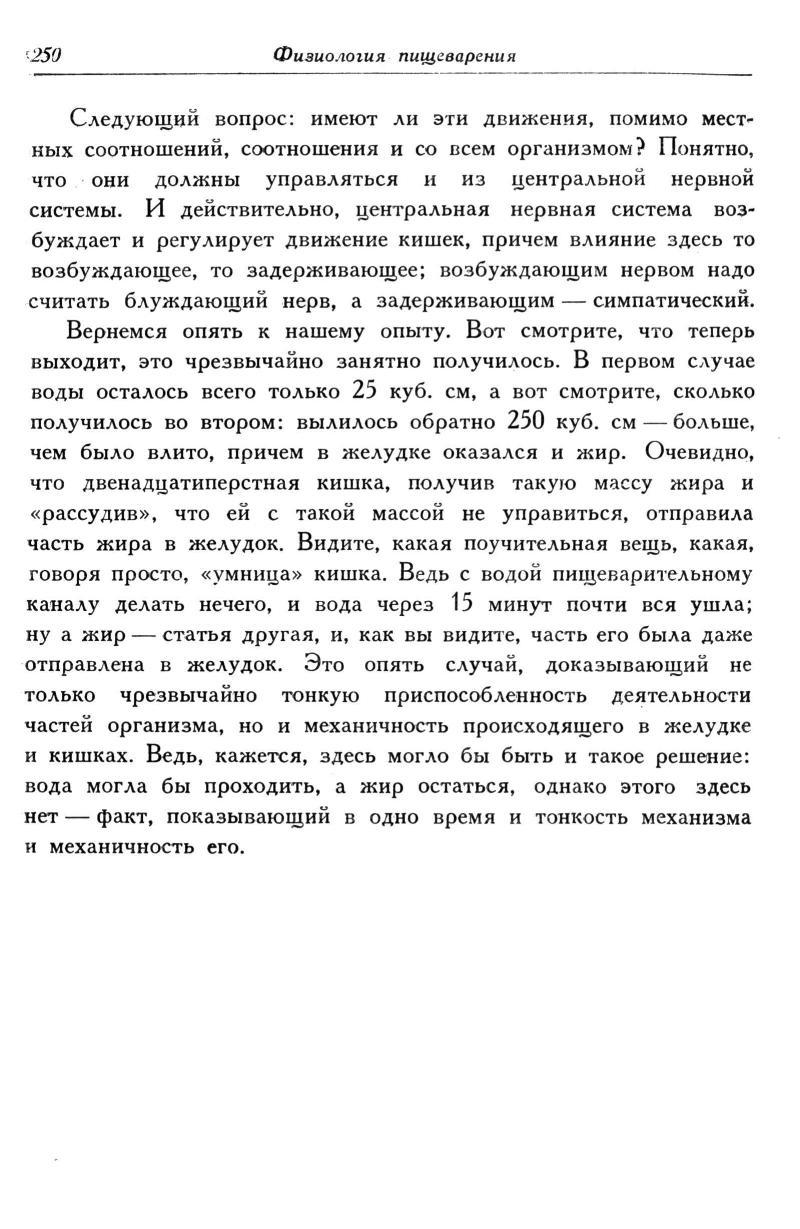 250 Физиология пищеварения
Следующий вопрос: имеют ли эти движения, помимо мест-
ных соотношений, соотношения и со всем организмом? Понятно,
что они должны управляться и из центральной нервной
системы. И действительно, центральная нервная система воз-
буждает и регулирует движение кишек, причем влияние здесь то
возбуждающее, то задерживающее; возбуждающим нервом надо
считать блуждающий нерв, а задерживающим — симпатический.
Вернемся опять к нашему опыту. Вот смотрите, что теперь
выходит, это чрезвычайно занятно получилось. В первом случае
воды осталось всего только 25 куб. см, а вот смотрите, сколько
получилось во втором: вылилось обратно 250 куб. см — больше,
чем было влито, причем в желудке оказался и жир. Очевидно,
что двенадцатиперстная кишка, получив такую массу жира и
«рассудив», что ей с такой массой не управиться, отправила
часть жира в желудок. Видите, какая поучительная вещь, какая,
говоря просто, «умница» кишка. Ведь с водой пищеварительному
каналу делать нечего, и вода через 15 минут почти вся ушла;
ну а жир — статья другая, и, как вы видите, часть его была даже
отправлена в желудок. Это опять случай, доказывающий не
только чрезвычайно тонкую приспособленность деятельности
частей организма, но и механичность происходящего в желудке
и кишках. Ведь, кажется, здесь могло бы быть и такое решение:
вода могла бы проходить, а жир остаться, однако этого здесь
нет — факт, показывающий в одно время и тонкость механизма
и механичность его.